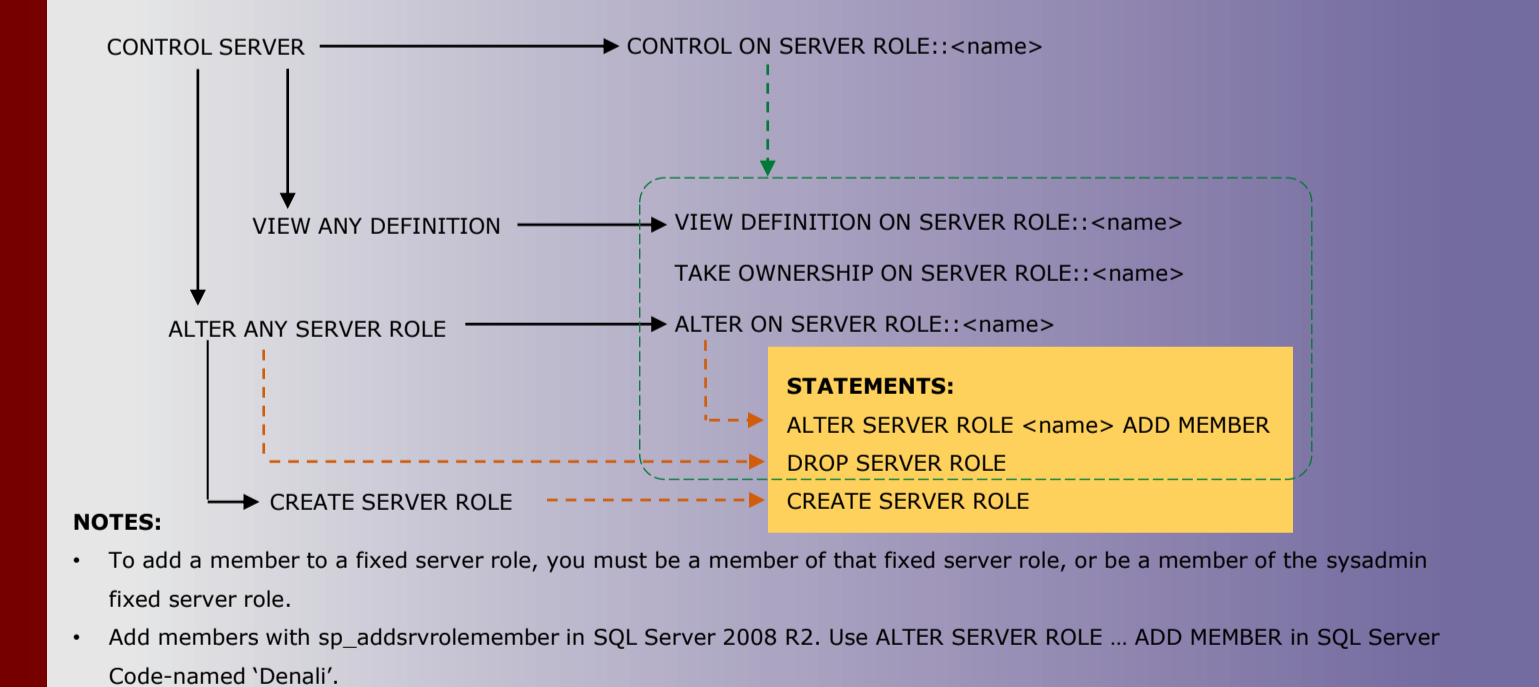 CONTROL SERVER CONTROL ON SERVER ROLE::<name>
VIEW ANY DEFINITION VIEW DEFINITION ON SERVER ROLE::<name>
TAKE OWNERSHIP ON SERVER ROLE::<name>
ALTER ANY SERVER ROLE ALTER ON SERVER ROLE::<name>
STATEMENTS:
ALTER SERVER ROLE <name> ADD MEMBER
DROP SERVER ROLE
CREATE SERVER ROLE CREATE SERVER ROLE
NOTES:
• To add a member to a fixed server role, you must be a member of that fixed server role, or be a member of the sysadmin
fixed server role.
• Add members with sp_addsrvrolemember in SQL Server 2008 R2. Use ALTER SERVER ROLE … ADD MEMBER in SQL Server
Code-named ‘Denali’.